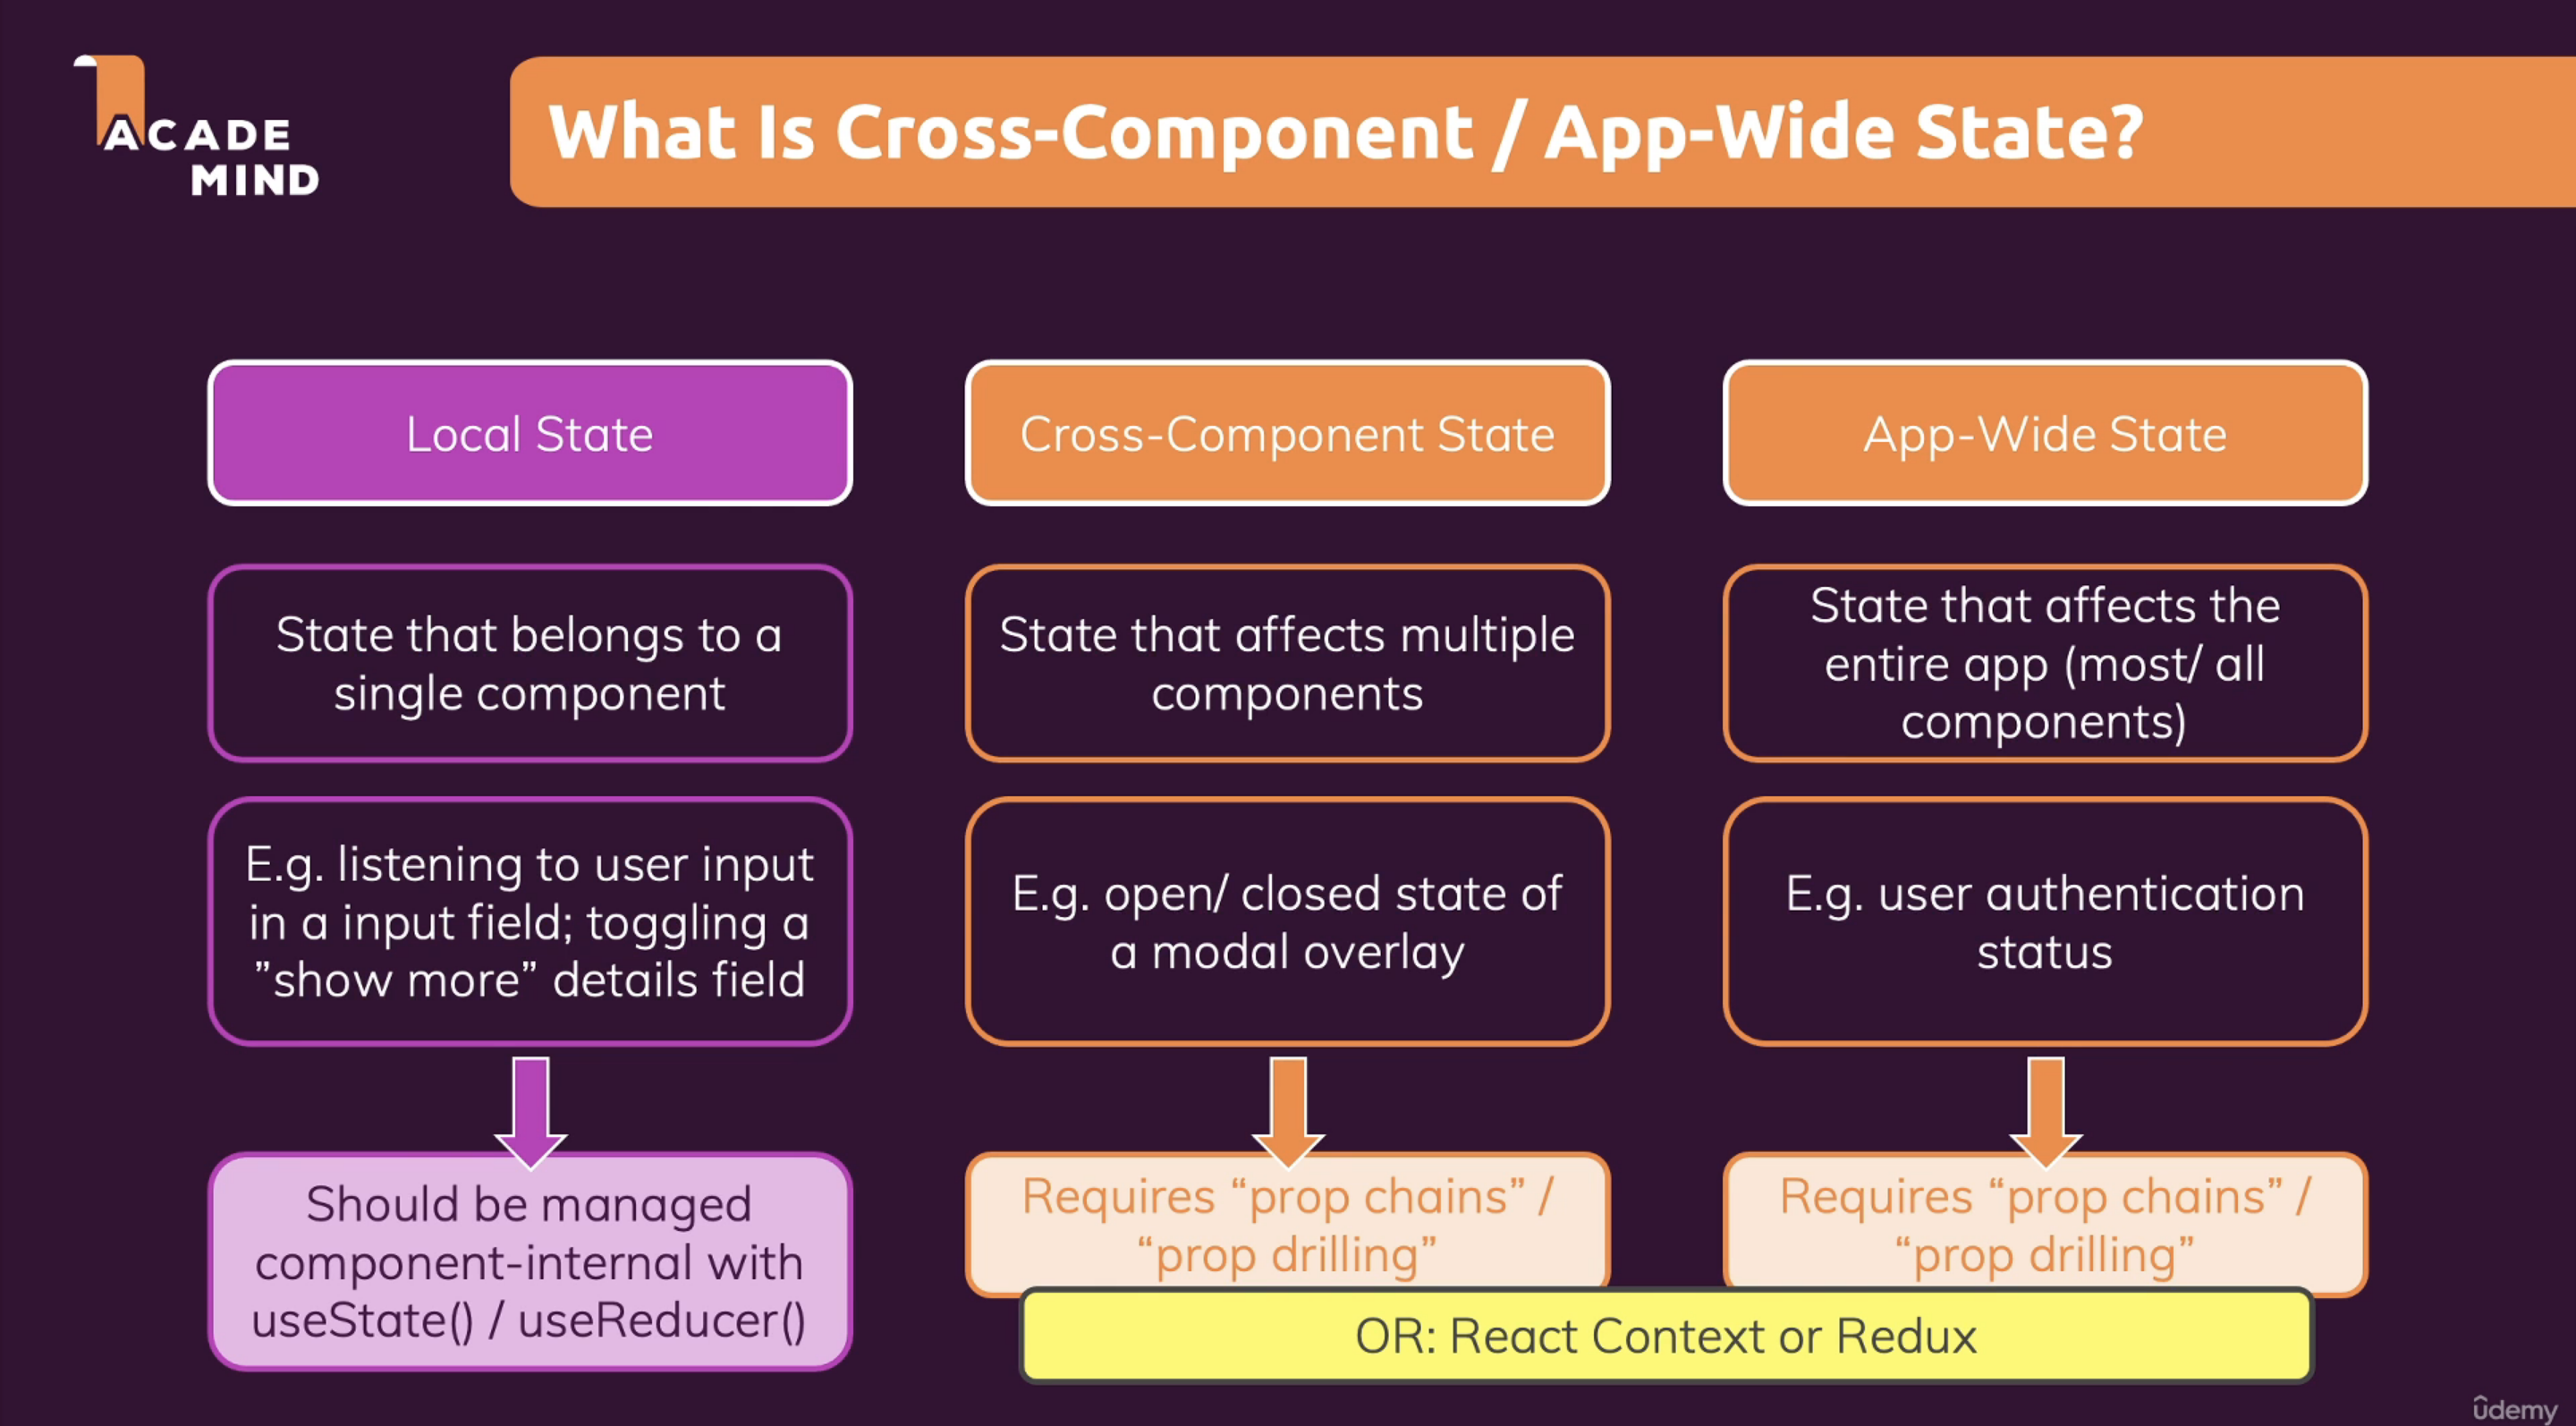 ACADE
MIND
What Is Cross-Component / App-Wide State?
Local State
State that belongs to a
single component
E.g. listening to user input
in a input field; toggling a
”show more” details field
Should be managed
component-internal with
useState() / useReducer()
Cross-Component State
State that affects multiple
components
E.g. open/ closed state of
a modal overlay
Requires “prop chains” /
“prop drilling”
App-Wide State
State that affects the
entire app (most/ all
components)
E.g. user authentication
status
Requires “prop chains” /
“prop drilling”
OR: React Context or Redux
ûdemy